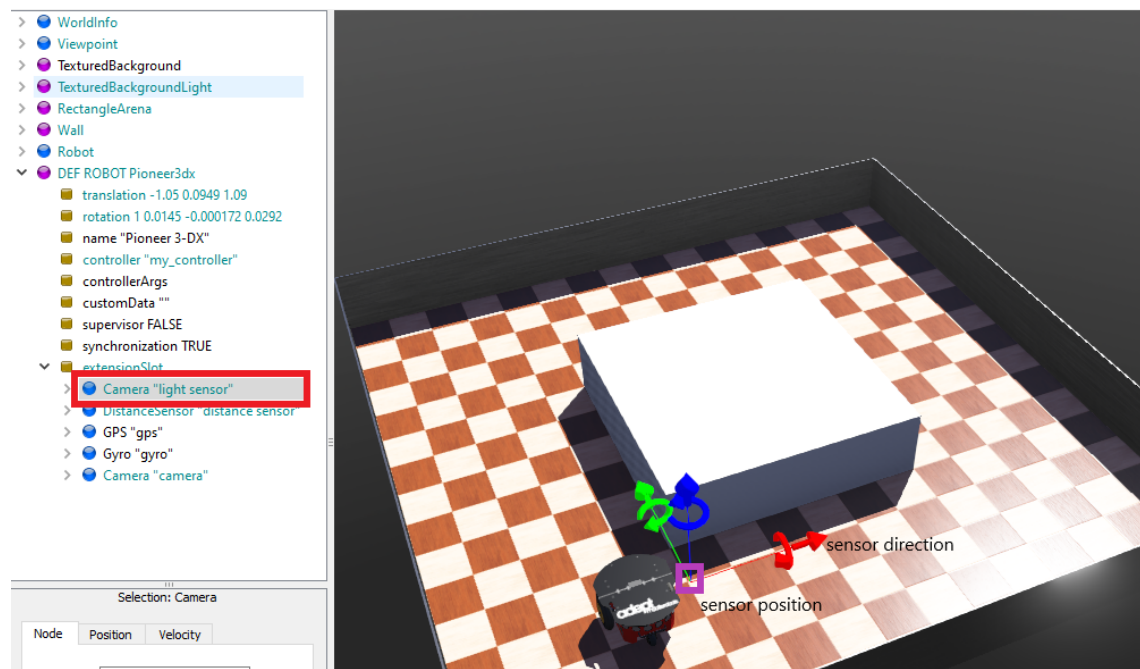 WorldInfo
Viewpoint
TexturedBackground
TexturedBackgroundLight
RectangleArena
Wall
Robot
DEF ROBOT Pioneer3dx
translation -1.05 0.0949 1.09
rotation 1 0.0145 -0.000172 0.0292
name "Pioneer 3-DX"
controller "my_controller"
controllerArgs
customData ""
supervisor FALSE
synchronization TRUE
extensionSlot
Camera "light sensor"
DistanceSensor "distance sensor"
GPS "gps"
Gyro "gyro"
Camera "camera"
Selection: Camera
Node Position Velocity
sensor direction
sensor position
adept